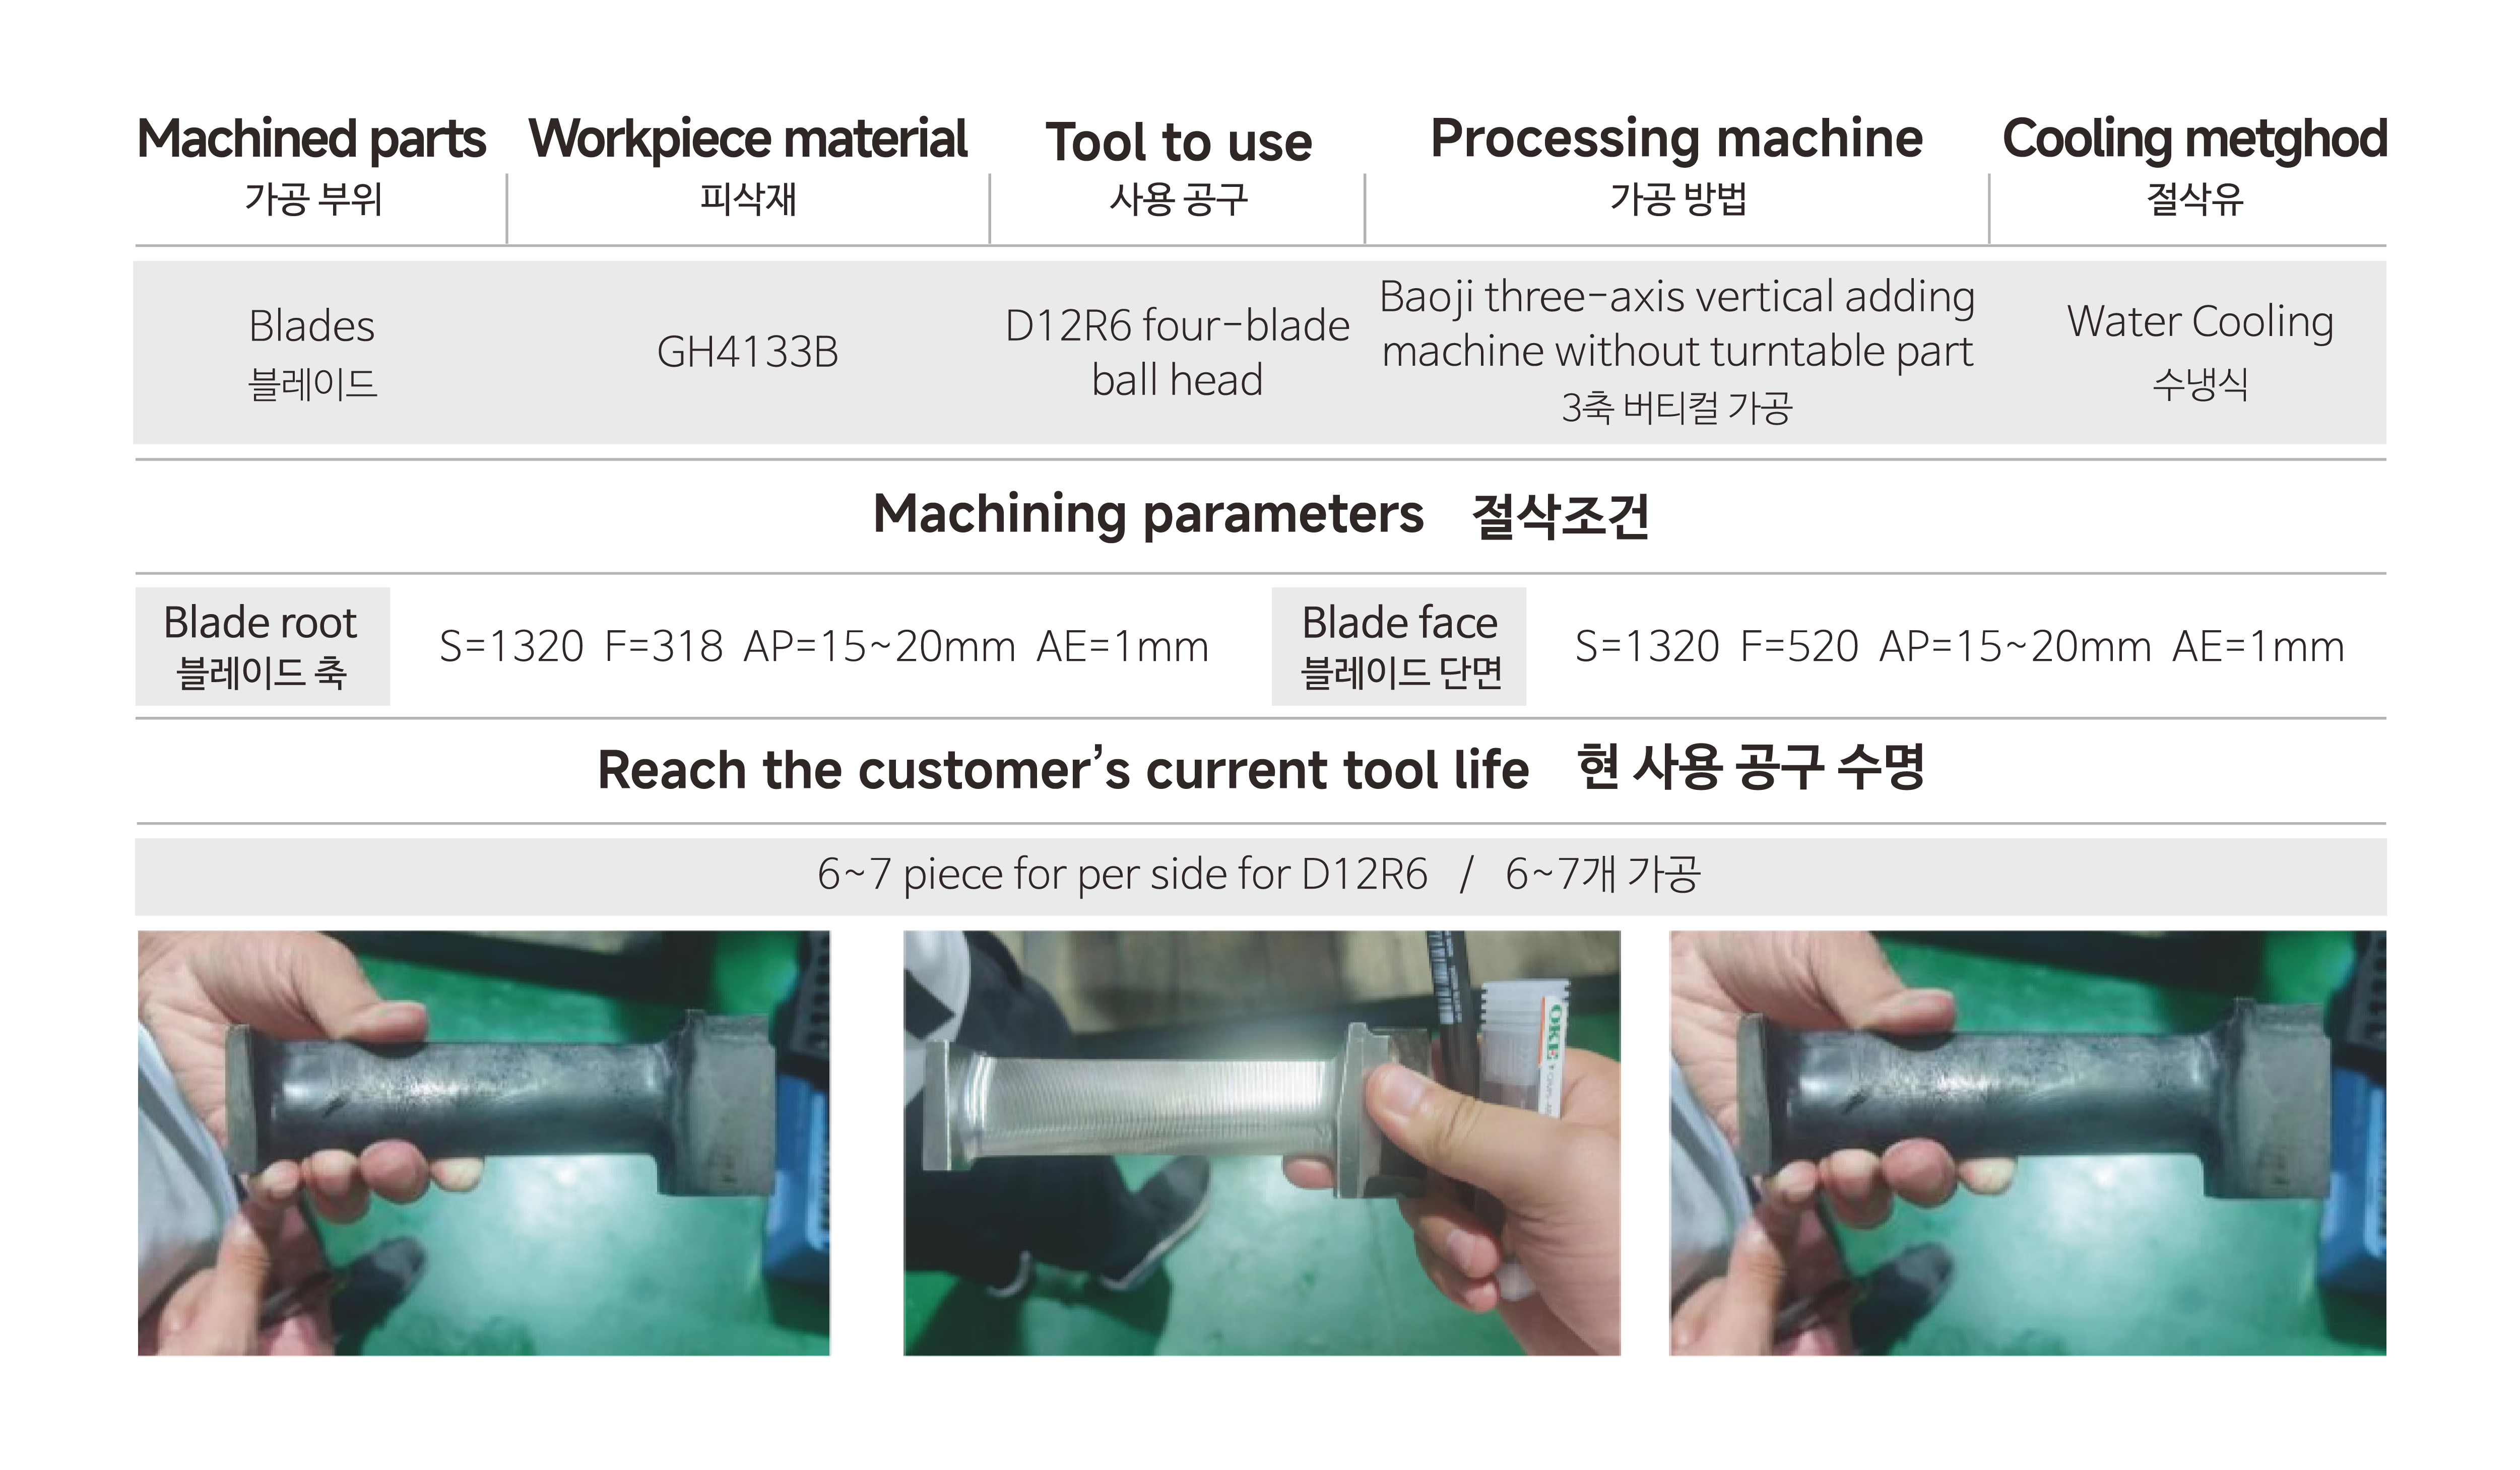 Machined parts
가공 부위
Workpiece material
피삭재
Tool to use
사용 공구
Processing machine
가공 방법
Cooling metghod
절삭유
Blades
블레이드
GH4133B
D12R6 four-blade
ball head
Baoji three-axis vertical adding
machine without turntable part
3축 버티컬 가공
Water Cooling
수냉식
Machining parameters 절삭조건
Blade root
블레이드 축
S=1320 F=318 AP=15~20mm AE=1mm
Blade face
블레이드 단면
S=1320 F=520 AP=15~20mm AE=1mm
Reach the customer's current tool life 현 사용 공구 수명
6~7 piece for per side for D12R6 / 6~7개 가공
OKE